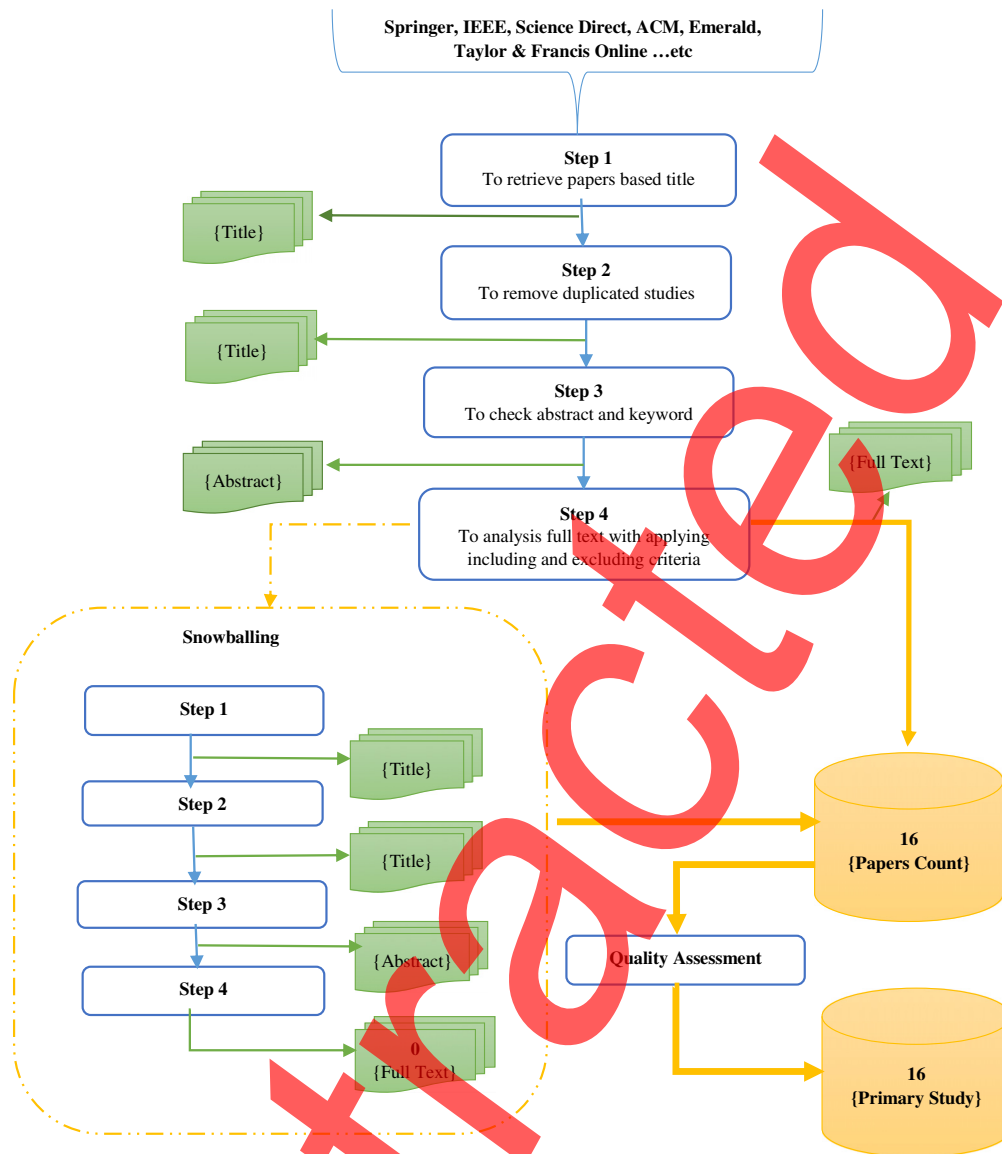 Springer, IEEE, Science Direct, ACM, Emerald,
Taylor & Francis Online …etc
Step 1
To retrieve papers based title
{Title}
Step 2
To remove duplicated studies
{Title}
Step 3
To check abstract and keyword
{Full Text}
{Abstract}
Step 4
To analysis full text with applying
including and excluding criteria
Snowballing
Step 1
{Title}
Step 2
{Title}
Step 3
{Abstract}
Step 4
0
{Full Text}
16
{Papers Count}
Quality Assessment
16
{Primary Study}
tracted